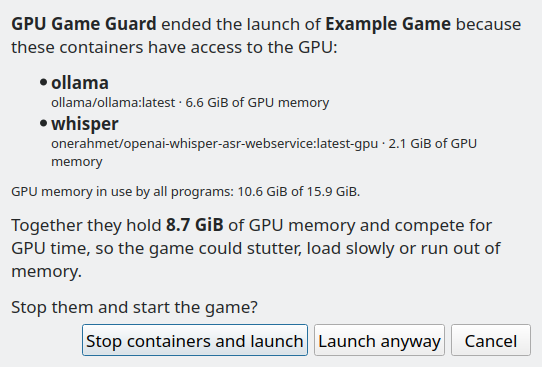 GPU Game Guard ended the launch of Example Game because
these containers have access to the GPU:
• ollama
ollama/ollama:latest · 6.6 GiB of GPU memory
• whisper
onerahmet/openai-whisper-asr-webservice:latest-gpu · 2.1 GiB of GPU
memory
GPU memory in use by all programs: 10.6 GiB of 15.9 GiB.
Together they hold 8.7 GiB of GPU memory and compete for
GPU time, so the game could stutter, load slowly or run out of
memory.
Stop them and start the game?
Stop containers and launch
Launch anyway
Cancel